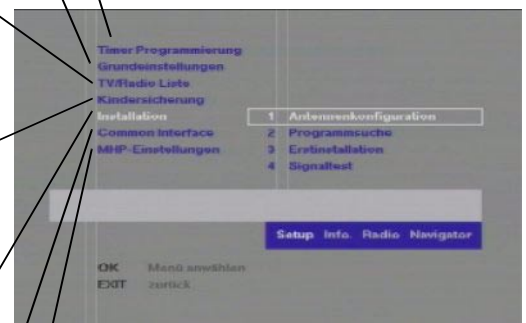 Timer Programmierung
Grundeinstellungen
TV/Radio Liste
Kindersicherung
Installation
1 Antennenkonfiguration
Common Interface
2 Programmsuche
MHP-Einstellungen
3 Erstinstallation
4 Signaltest
Setup Info Radio Navigator
OK Menü anwählen
EXIT zurück